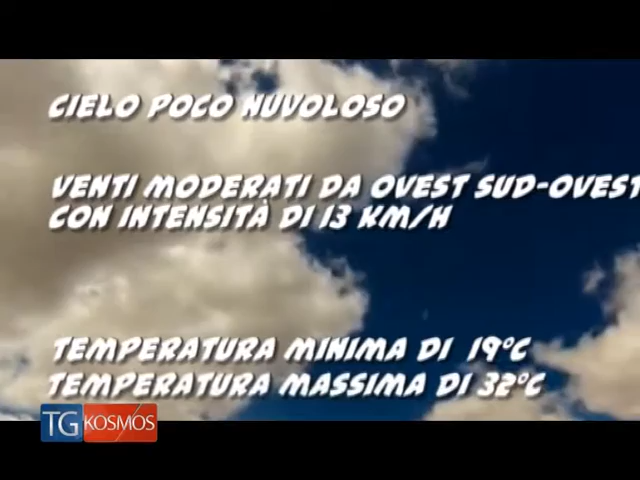 CIELO POCO NUVOLOSO
VENTI MODERATI DA OVEST SUD-OVEST
CON INTENSITÀ DI 13 KM/H
TEMPERATURA MINIMA DI 19°C
TEMPERATURA MASSIMA DI 32°C
TG KOSMOS